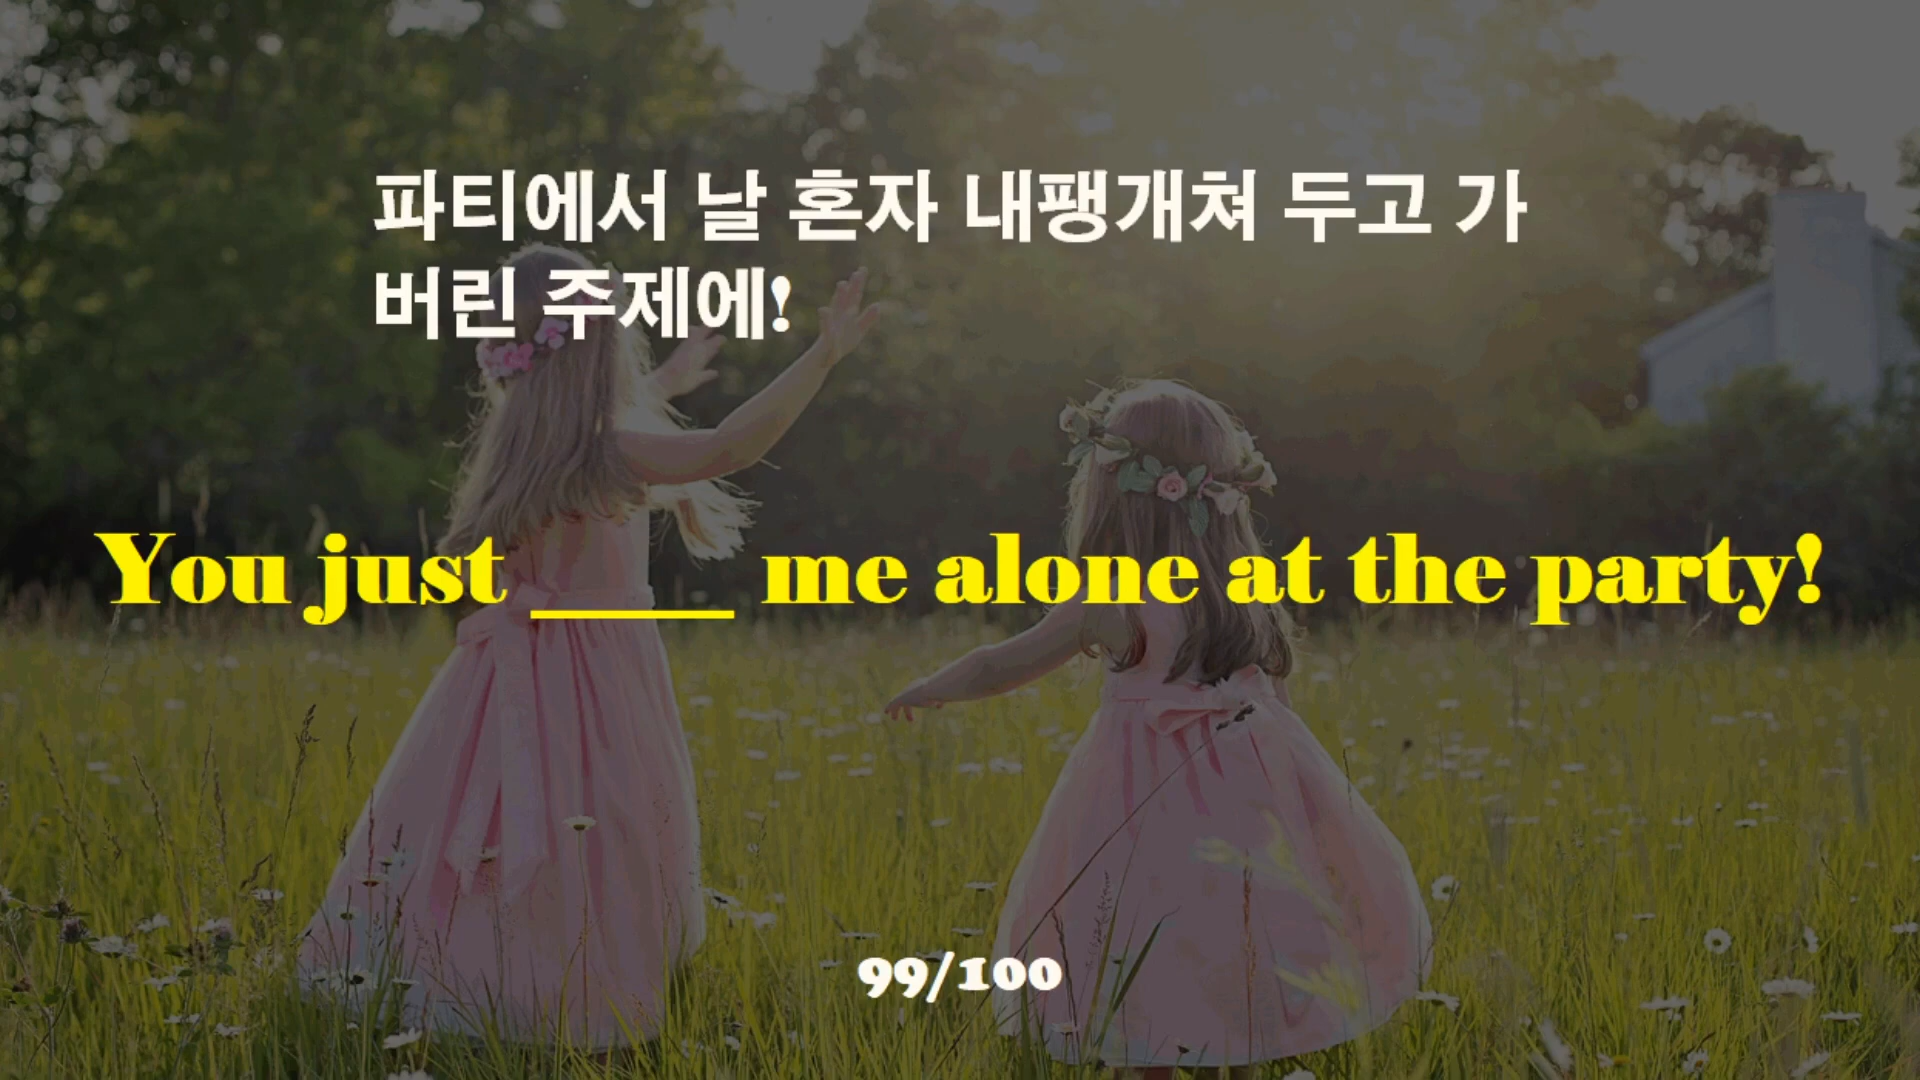 파티에서 날 혼자 내팽개쳐 두고 가
버린 주제에!
You just ____ me alone at the party!
99/100